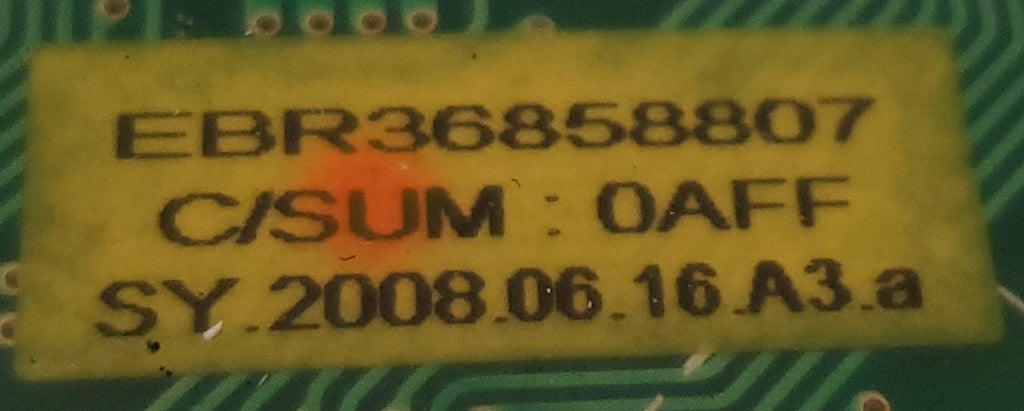 EBR36858807
C/SUM : 0AFF
SY.2008.06.16.A3.a